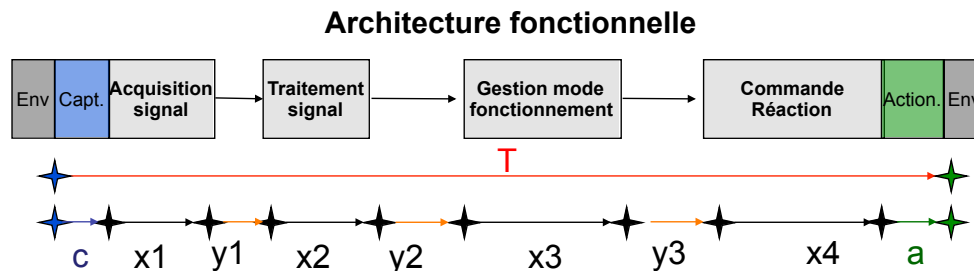 Architecture fonctionnelle
Env
Capt.
Acquisition
signal
Traitement
signal
Gestion mode
fonctionnement
Commande
Réaction
Action.
Env
T
c
x1
y1
x2
y2
x3
y3
x4
a